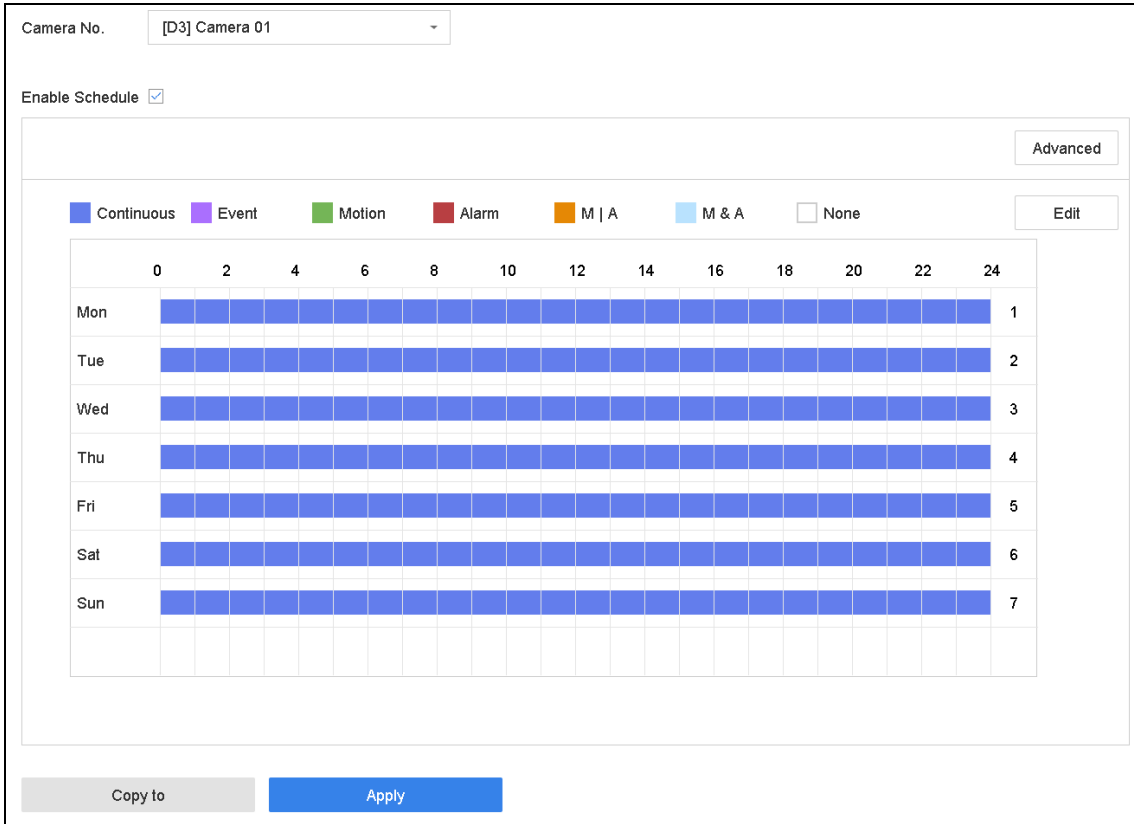 Camera No. [D3] Camera 01
Enable Schedule
Advanced
Continuous Event Motion Alarm M | A M & A None Edit
0 2 4 6 8 10 12 14 16 18 20 22 24
Mon 1
Tue 2
Wed 3
Thu 4
Fri 5
Sat 6
Sun 7
Copy to Apply